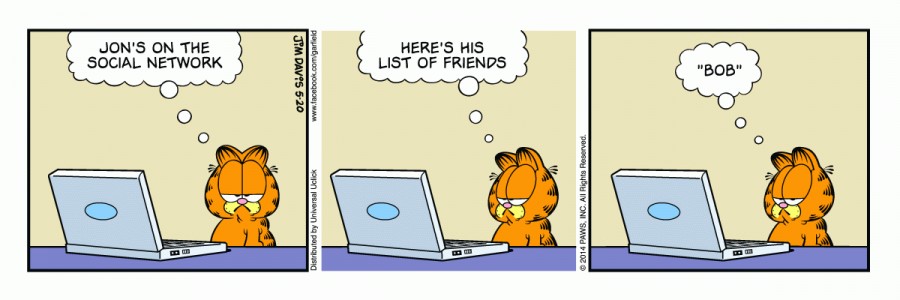 JON'S ON THE
SOCIAL NETWORK
JIM DAVIS 5-20
www.facebook.com/garfield
Distributed by Universal Uclick
HERE'S HIS
LIST OF FRIENDS
© 2014 PAWS, INC. All Rights Reserved.
"BOB"